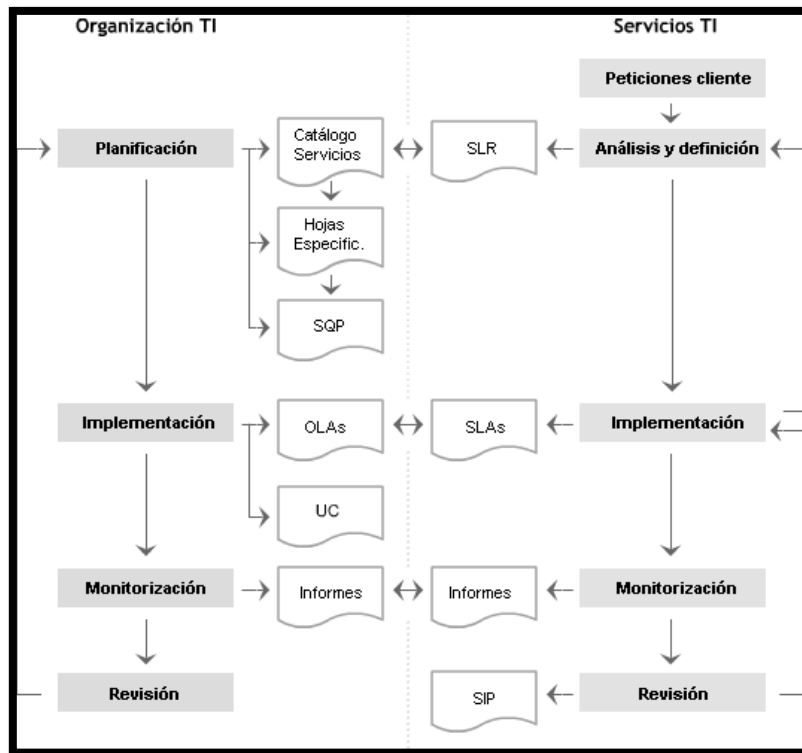 Organización TI
Servicios TI
Peticiones cliente
Planificación
Catálogo
Servicios
SLR
Análisis y definición
Hojas
Especific.
SQP
Implementación
OLAs
SLAs
Implementación
UC
Monitorización
Informes
Informes
Monitorización
Revisión
SIP
Revisión